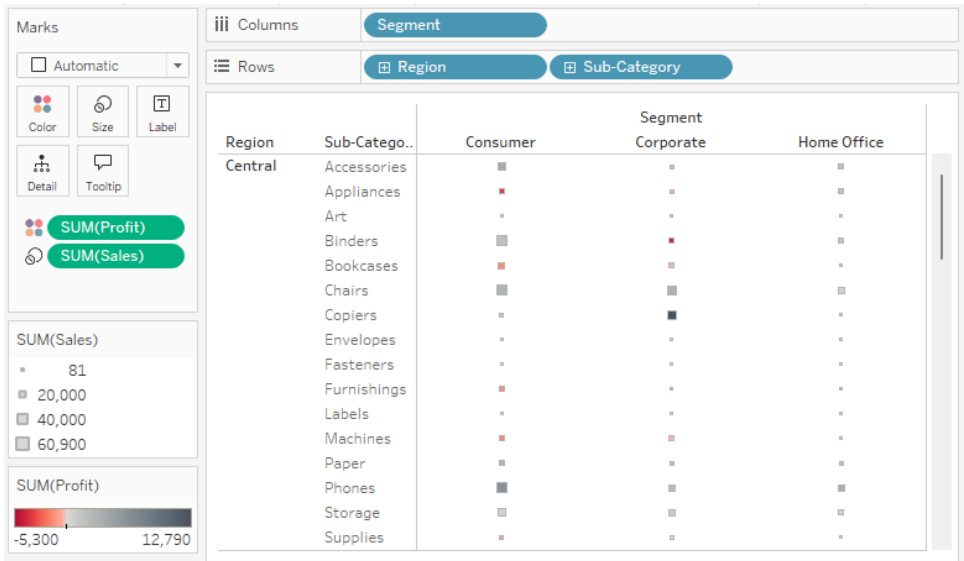 Marks
Automatic
Color Size Label
Detail Tooltip
SUM(Profit)
SUM(Sales)
SUM(Sales)
81
20,000
40,000
60,900
SUM(Profit)
-5,300 12,790
Columns Segment
Rows Region Sub-Category
Segment
Region Sub-Catego.. Consumer Corporate Home Office
Central Accessories
Appliances
Art
Binders
Bookcases
Chairs
Copiers
Envelopes
Fasteners
Furnishings
Labels
Machines
Paper
Phones
Storage
Supplies